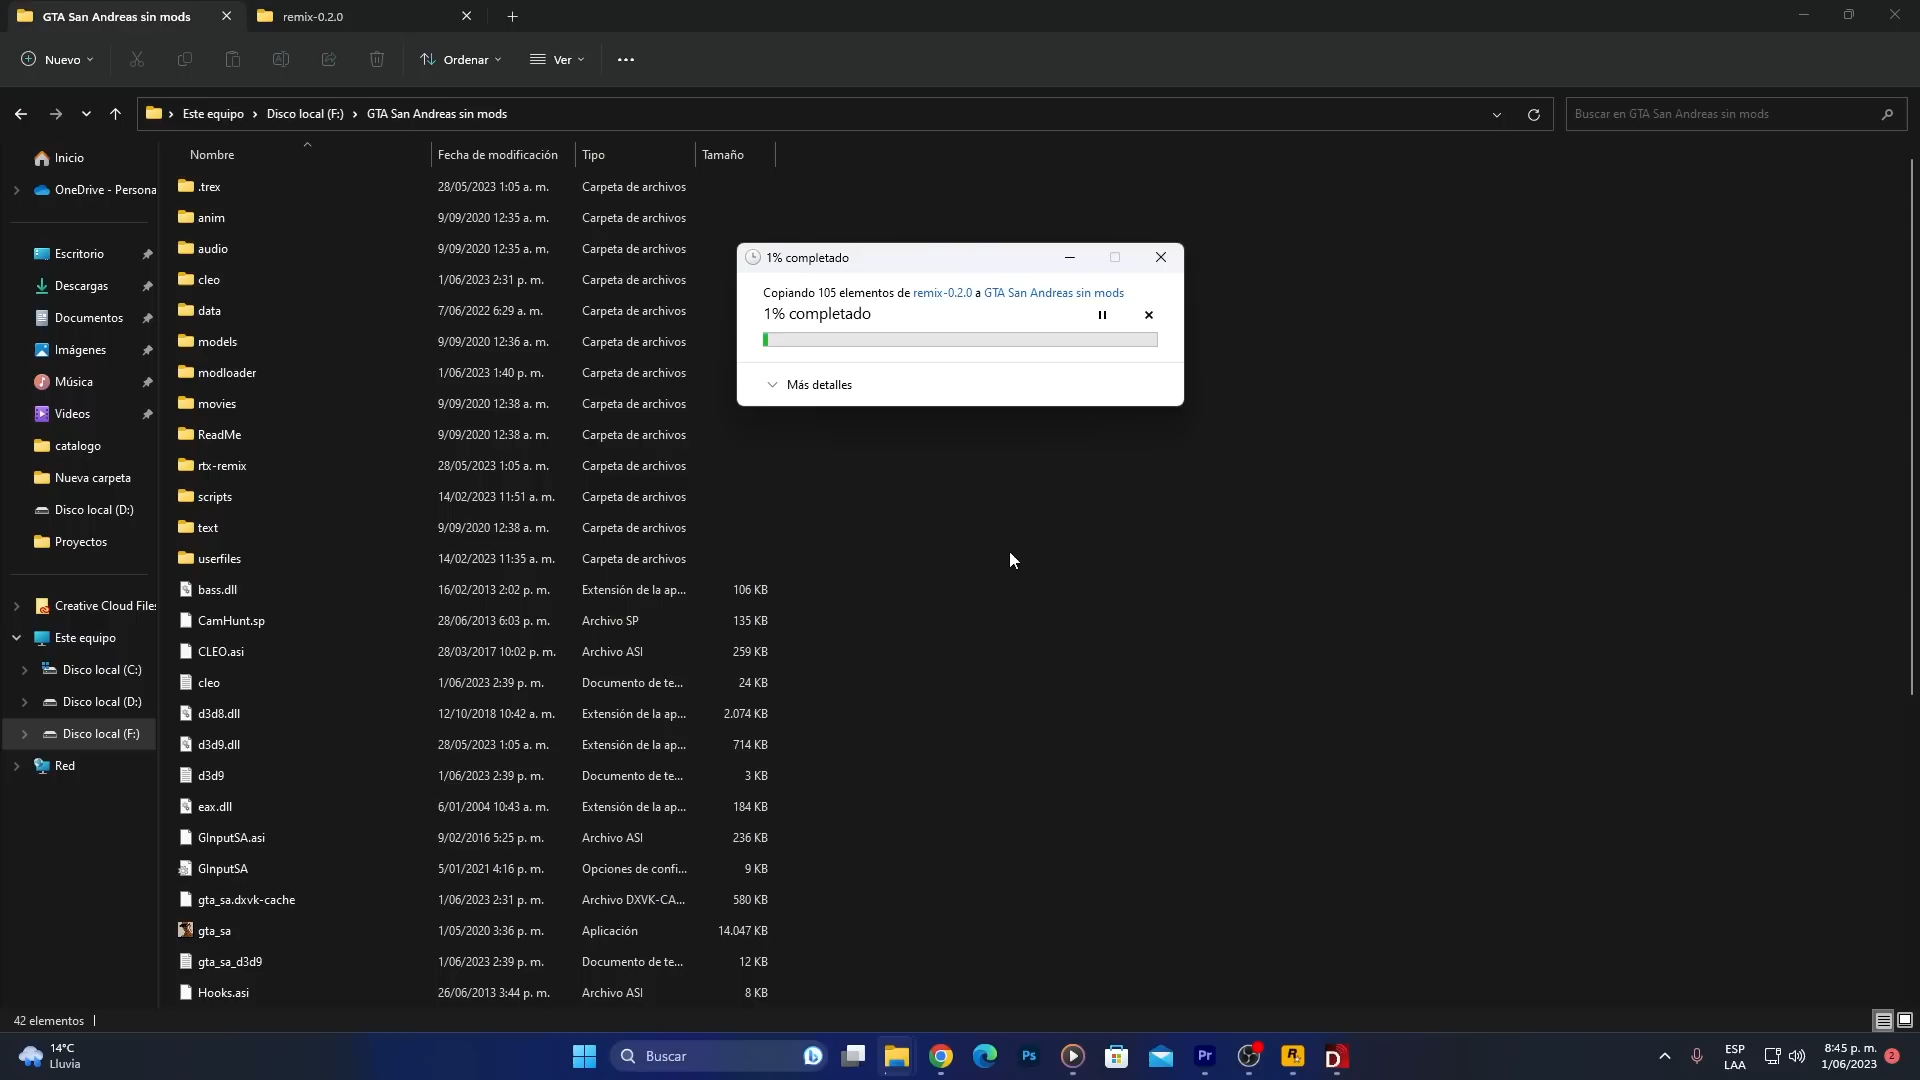 GTA San Andreas sin mods
remix-0.2.0
Nuevo
Ordenar
Ver
Este equipo
Disco local (F:)
GTA San Andreas sin mods
Buscar en GTA San Andreas sin mods
Nombre
Fecha de modificación
Tipo
Tamaño
Inicio
OneDrive - Persona
Escritorio
Descargas
Documentos
Imágenes
Música
Videos
catalogo
Nueva carpeta
Disco local (D:)
Proyectos
Creative Cloud Files
Este equipo
Disco local (C:)
Disco local (D:)
Disco local (F:)
Red
.trex 28/05/2023 1:05 a. m. Carpeta de archivos
anim 9/09/2020 12:35 a. m. Carpeta de archivos
audio 9/09/2020 12:35 a. m. Carpeta de archivos
cleo 1/06/2023 2:31 p. m. Carpeta de archivos
data 7/06/2022 6:29 a. m. Carpeta de archivos
models 9/09/2020 12:36 a. m. Carpeta de archivos
modloader 1/06/2023 1:40 p. m. Carpeta de archivos
movies 9/09/2020 12:38 a. m. Carpeta de archivos
ReadMe 9/09/2020 12:38 a. m. Carpeta de archivos
rtx-remix 28/05/2023 1:05 a. m. Carpeta de archivos
scripts 14/02/2023 11:51 a. m. Carpeta de archivos
text 9/09/2020 12:38 a. m. Carpeta de archivos
userfiles 14/02/2023 11:35 a. m. Carpeta de archivos
bass.dll 16/02/2013 2:02 p. m. Extensión de la ap... 106 KB
CamHunt.sp 28/06/2013 6:03 p. m. Archivo SP 135 KB
CLEO.asi 28/03/2017 10:02 p. m. Archivo ASI 259 KB
cleo 1/06/2023 2:39 p. m. Documento de te... 24 KB
d3d8.dll 12/10/2018 10:42 a. m. Extensión de la ap... 2.074 KB
d3d9.dll 28/05/2023 1:05 a. m. Extensión de la ap... 714 KB
d3d9 1/06/2023 2:39 p. m. Documento de te... 3 KB
eax.dll 6/01/2004 10:43 a. m. Extensión de la ap... 184 KB
GInputSA.asi 9/02/2016 5:25 p. m. Archivo ASI 236 KB
GInputSA 5/01/2021 4:16 p. m. Opciones de confi... 9 KB
gta_sa.dxvk-cache 1/06/2023 2:31 p. m. Archivo DXVK-CA... 580 KB
gta_sa 1/05/2020 3:36 p. m. Aplicación 14.047 KB
gta_sa_d3d9 1/06/2023 2:39 p. m. Documento de te... 12 KB
Hooks.asi 26/06/2013 3:44 p. m. Archivo ASI 8 KB
1% completado
Copiando 105 elementos de remix-0.2.0 a GTA San Andreas sin mods
1% completado
Más detalles
42 elementos
14°C
Lluvia
Buscar
Ps
Pr
R
D
ESP
LAA
8:45 p. m.
1/06/2023
2